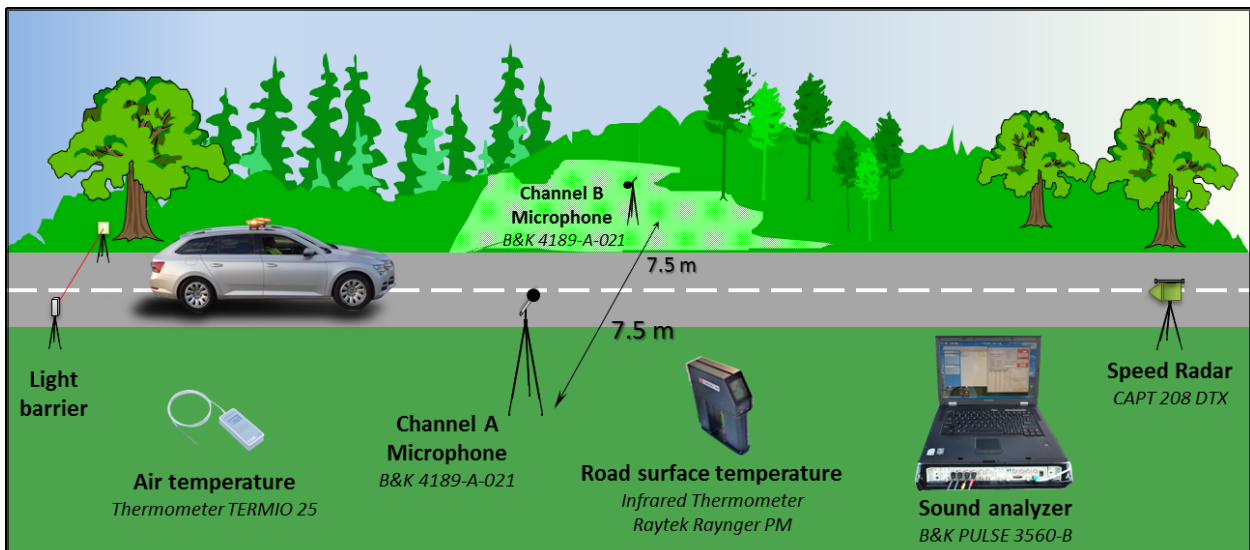 Channel B
Microphone
B&K 4189-A-021
7.5 m
7.5 m
Light
barrier
Speed Radar
CAPT 208 DTX
Channel A
Microphone
B&K 4189-A-021
Air temperature
Thermometer TERMIO 25
Road surface temperature
Infrared Thermometer
Raytek Raynger PM
Sound analyzer
B&K PULSE 3560-B